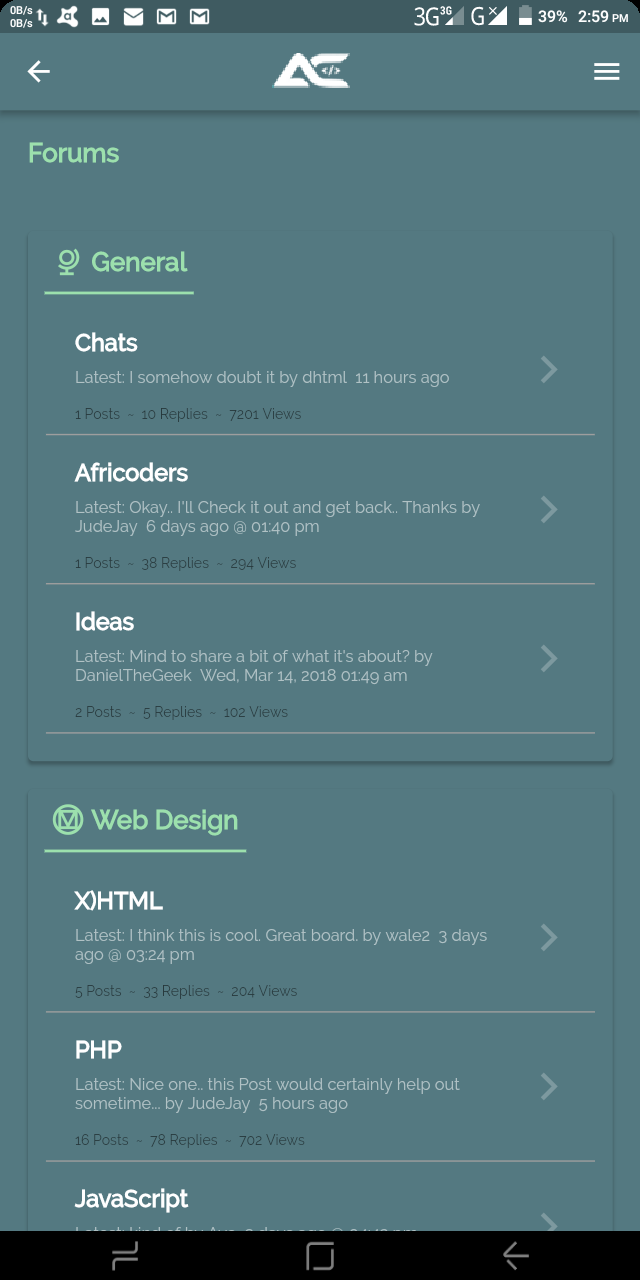 0B/s
0B/s
3G 3G G 39% 2:59 PM
AC </>
Forums
General
Chats
Latest: I somehow doubt it by dhtml 11 hours ago
1 Posts ~ 10 Replies ~ 7201 Views
Africoders
Latest: Okay.. I'll Check it out and get back.. Thanks by
JudeJay 6 days ago @ 01:40 pm
1 Posts ~ 38 Replies ~ 294 Views
Ideas
Latest: Mind to share a bit of what it's about? by
DanielTheGeek Wed, Mar 14, 2018 01:49 am
2 Posts ~ 5 Replies ~ 102 Views
Web Design
X)HTML
Latest: I think this is cool. Great board. by wale2 3 days
ago @ 03:24 pm
5 Posts ~ 33 Replies ~ 204 Views
PHP
Latest: Nice one.. this Post would certainly help out
sometime... by JudeJay 5 hours ago
16 Posts ~ 78 Replies ~ 702 Views
JavaScript